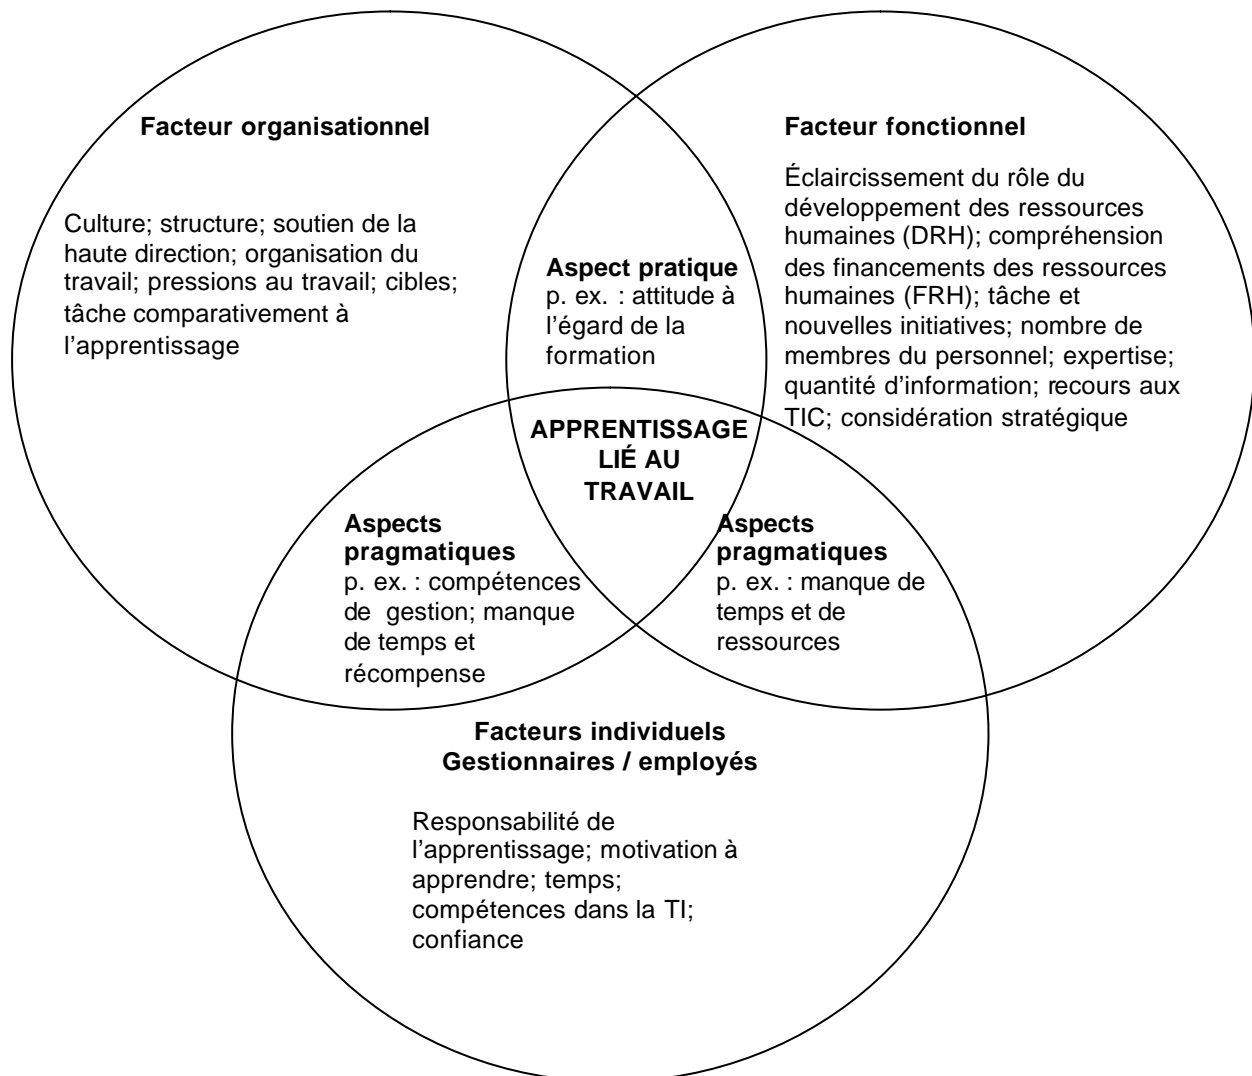 Facteur organisationnel
Culture; structure; soutien de la
haute direction; organisation du
travail; pressions au travail; cibles;
tâche comparativement à
l’apprentissage
Facteur fonctionnel
Éclaircissement du rôle du
développement des ressources
humaines (DRH); compréhension
des financements des ressources
humaines (FRH); tâche et
nouvelles initiatives; nombre de
membres du personnel; expertise;
quantité d’information; recours aux
TIC; considération stratégique
Aspect pratique
p. ex. : attitude à
l’égard de la
formation
APPRENTISSAGE
LIÉ AU
TRAVAIL
Aspects
pragmatiques
p. ex. : compétences
de gestion; manque
de temps et
récompense
Aspects
pragmatiques
p. ex. : manque de
temps et de
ressources
Facteurs individuels
Gestionnaires / employés
Responsabilité de
l’apprentissage; motivation à
apprendre; temps;
compétences dans la TI;
confiance